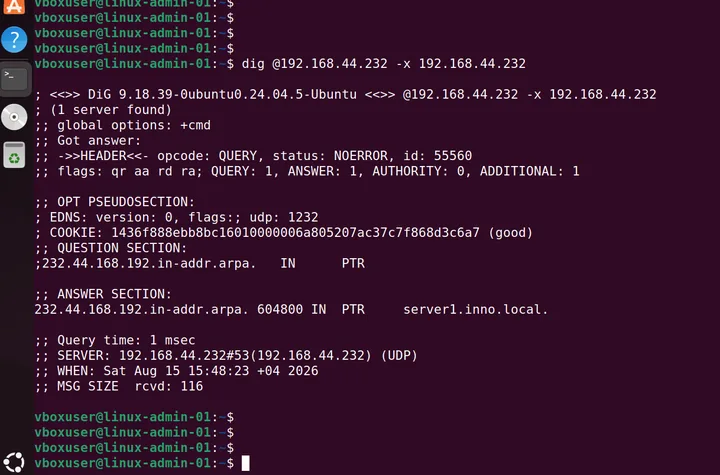 vboxuser@linux-admin-01:~$
vboxuser@linux-admin-01:~$
vboxuser@linux-admin-01:~$
vboxuser@linux-admin-01:~$
vboxuser@linux-admin-01:~$ dig @192.168.44.232 -x 192.168.44.232

; <<>> DiG 9.18.39-0ubuntu0.24.04.5-Ubuntu <<>> @192.168.44.232 -x 192.168.44.232
; (1 server found)
;; global options: +cmd
;; Got answer:
;; ->>HEADER<<- opcode: QUERY, status: NOERROR, id: 55560
;; flags: qr aa rd ra; QUERY: 1, ANSWER: 1, AUTHORITY: 0, ADDITIONAL: 1

;; OPT PSEUDOSECTION:
; EDNS: version: 0, flags:; udp: 1232
; COOKIE: 1436f888ebb8bc16010000006a805207ac37c7f868d3c6a7 (good)
;; QUESTION SECTION:
;232.44.168.192.in-addr.arpa.	IN	PTR

;; ANSWER SECTION:
232.44.168.192.in-addr.arpa. 604800 IN	PTR	server1.inno.local.

;; Query time: 1 msec
;; SERVER: 192.168.44.232#53(192.168.44.232) (UDP)
;; WHEN: Sat Aug 15 15:48:23 +04 2026
;; MSG SIZE  rcvd: 116

vboxuser@linux-admin-01:~$
vboxuser@linux-admin-01:~$
vboxuser@linux-admin-01:~$
vboxuser@linux-admin-01:~$